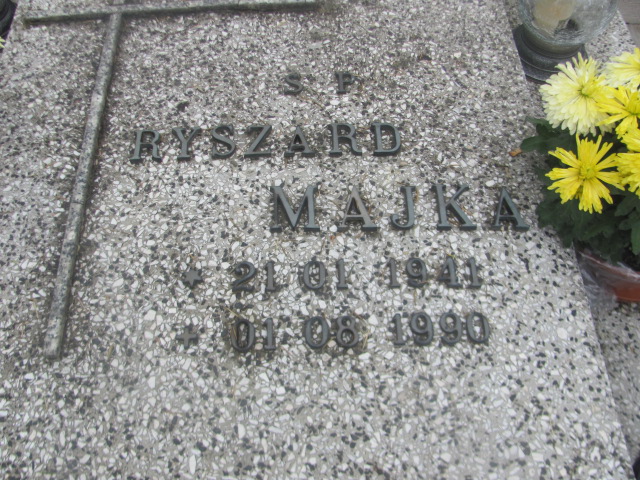 S P
RYSZARD
MAJKA
* 21 01 1941
+ 01 08 1990